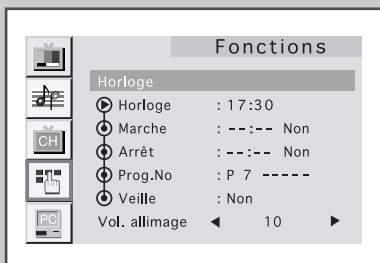 Fonctions
Horloge
Horloge : 17:30
Marche : --:-- Non
Arrêt : --:-- Non
CH
Prog.No : P 7 -----
Veille : Non
PC
Vol. allimage ◀ 10 ▶